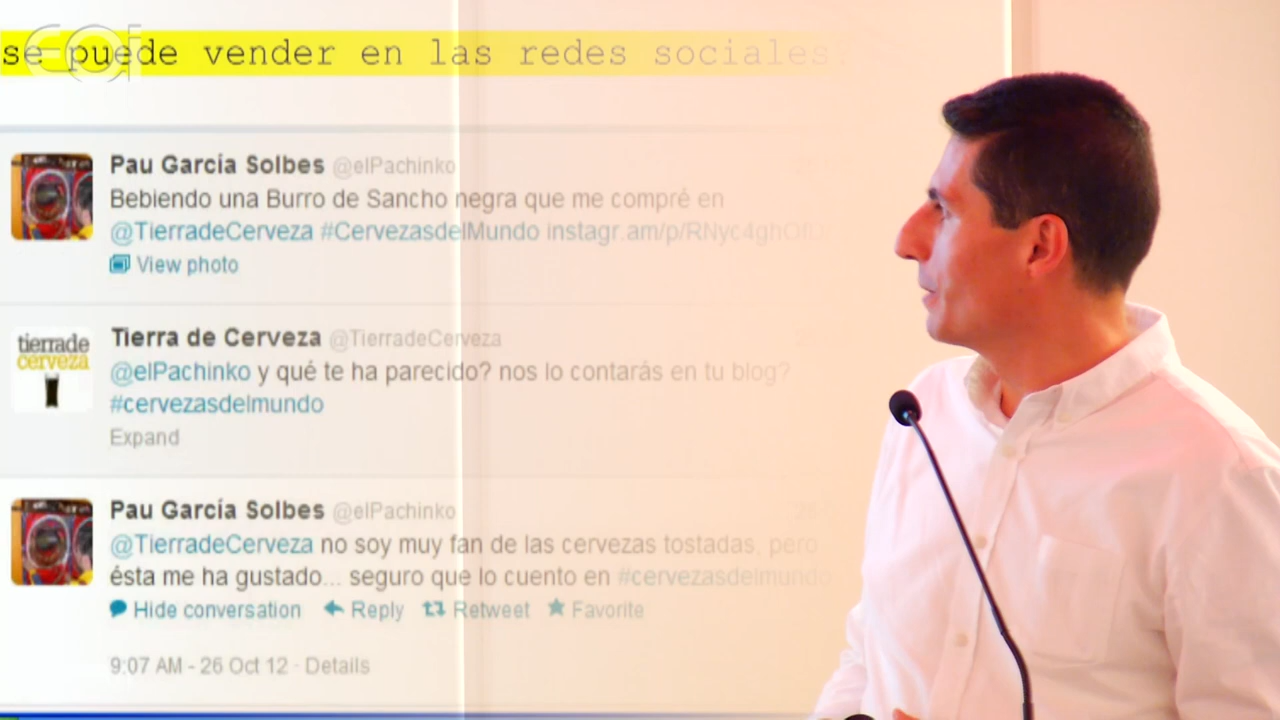 eoi
se puede vender en las redes sociales.
Pau García Solbes @elPachinko
Bebiendo una Burro de Sancho negra que me compré en
@TierradeCerveza #CervezasdelMundo instagr.am/p/RNyc4ghOfU
View photo
tierrade
cerveza
Tierra de Cerveza @TierradeCerveza
@elPachinko y qué te ha parecido? nos lo contarás en tu blog?
#cervezasdelmundo
Expand
Pau García Solbes @elPachinko
@TierradeCerveza no soy muy fan de las cervezas tostadas, pero
ésta me ha gustado... seguro que lo cuento en #cervezasdelmundo
Hide conversation Reply Retweet Favorite
9:07 AM - 26 Oct 12 · Details